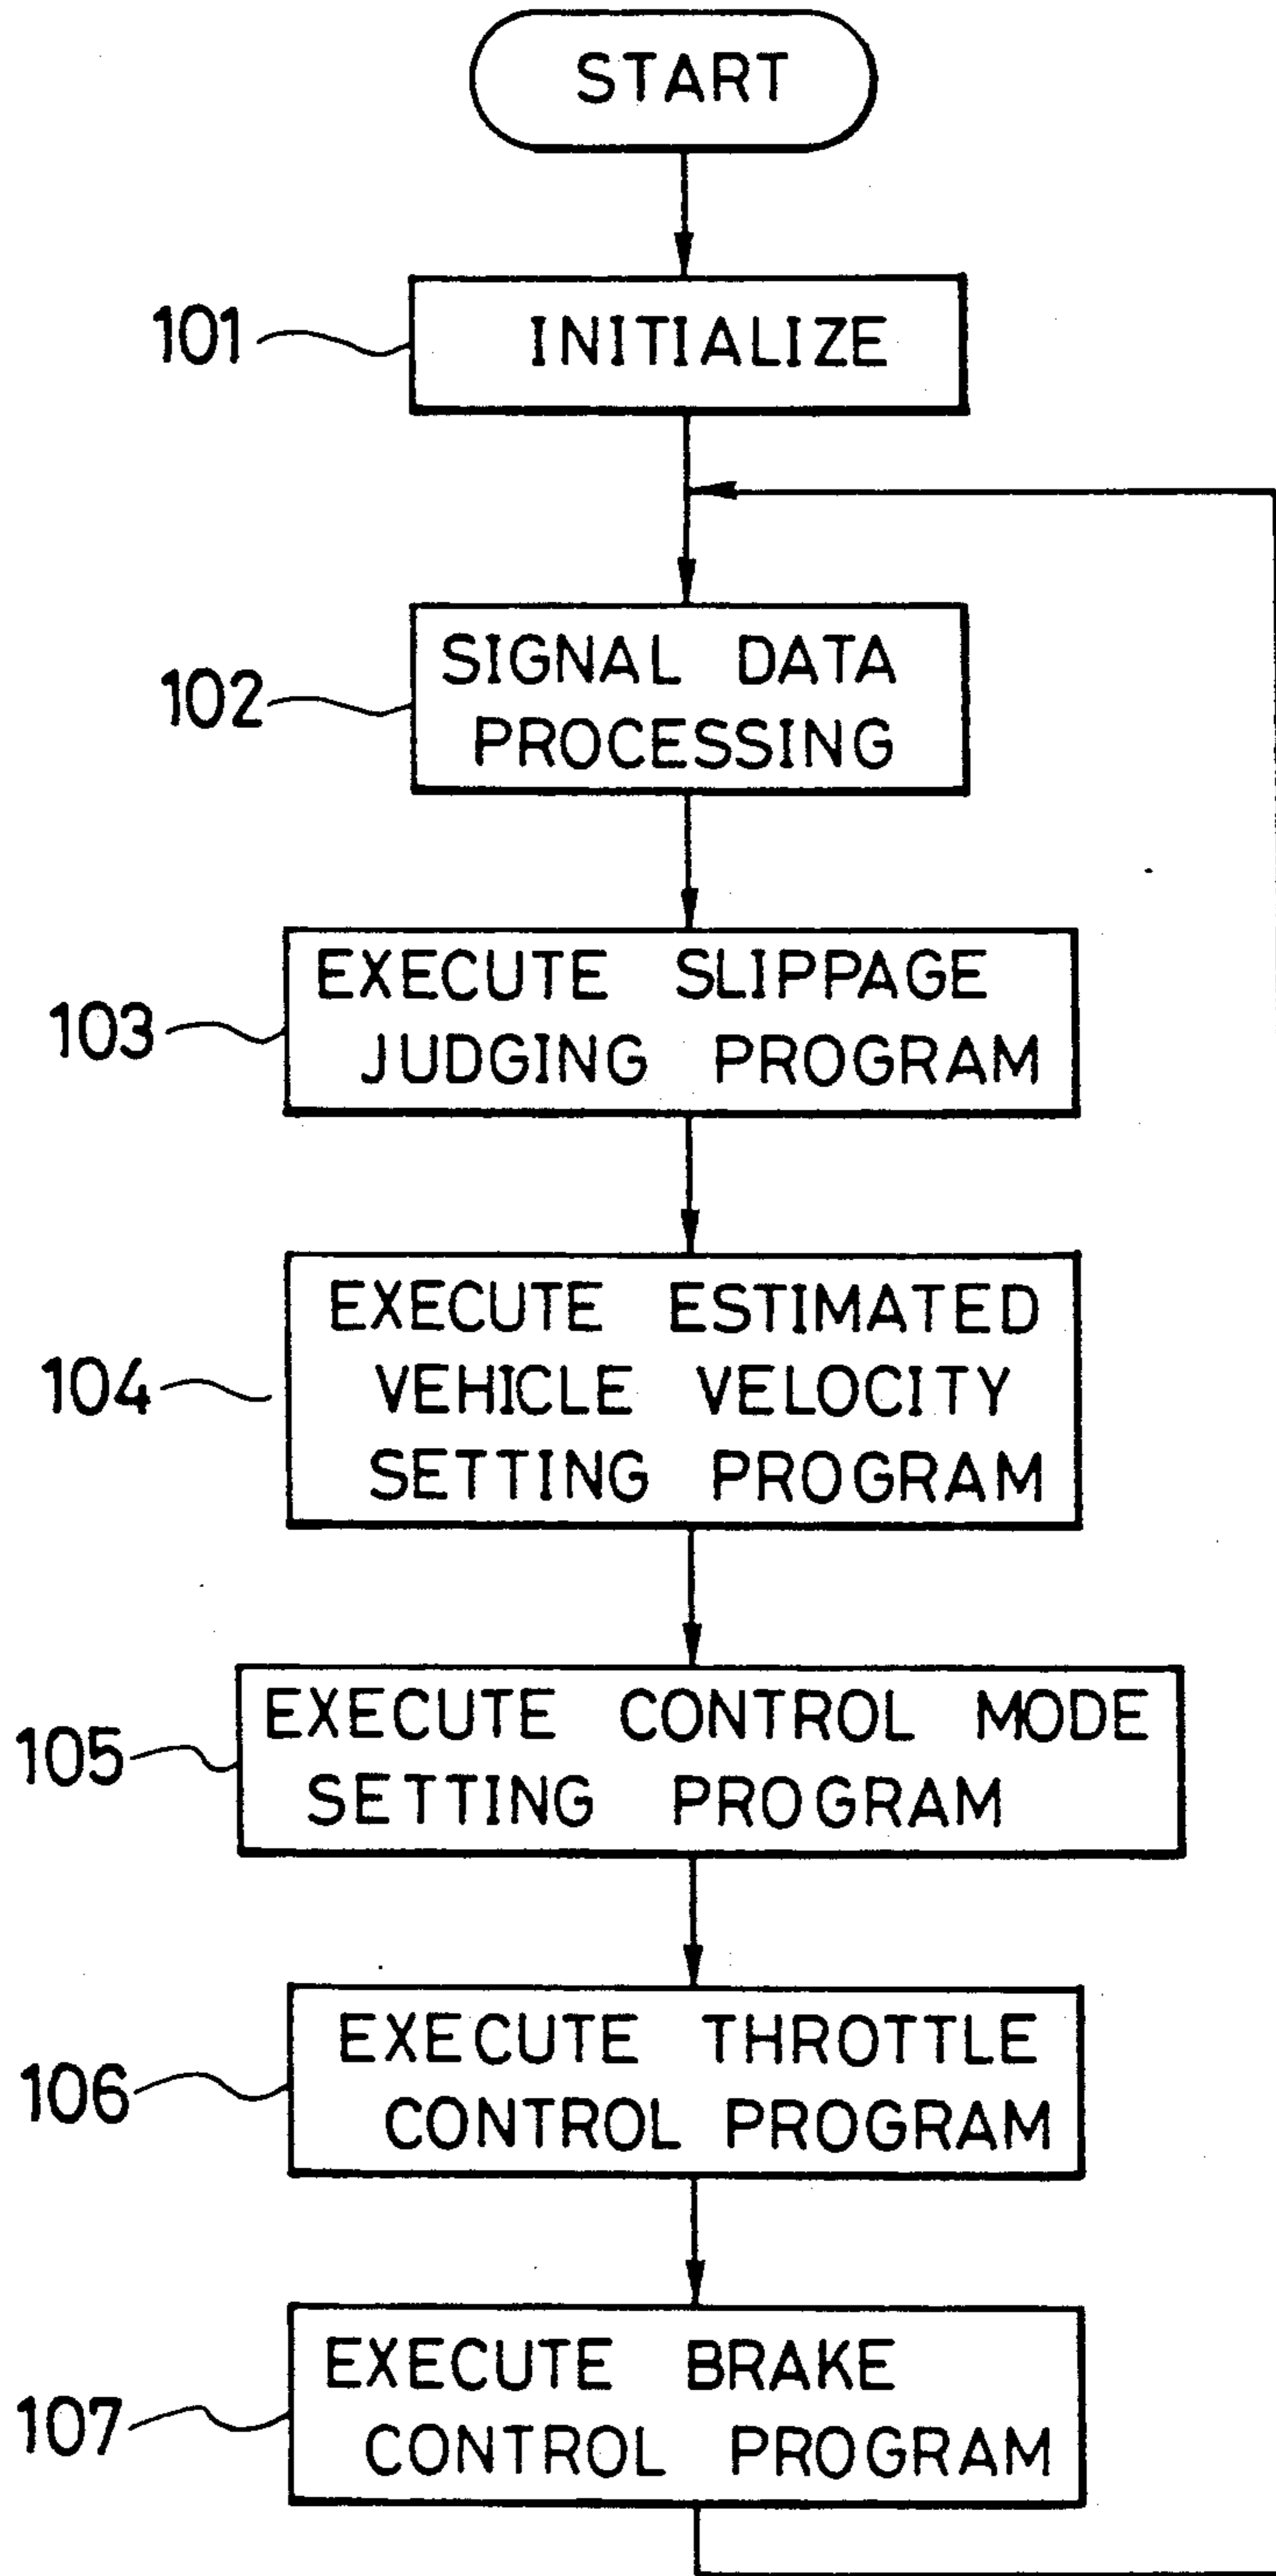 START
101
INITIALIZE
102
SIGNAL DATA
PROCESSING
103
EXECUTE SLIPPAGE
JUDGING PROGRAM
104
EXECUTE ESTIMATED
VEHICLE VELOCITY
SETTING PROGRAM
105
EXECUTE CONTROL MODE
SETTING PROGRAM
106
EXECUTE THROTTLE
CONTROL PROGRAM
107
EXECUTE BRAKE
CONTROL PROGRAM